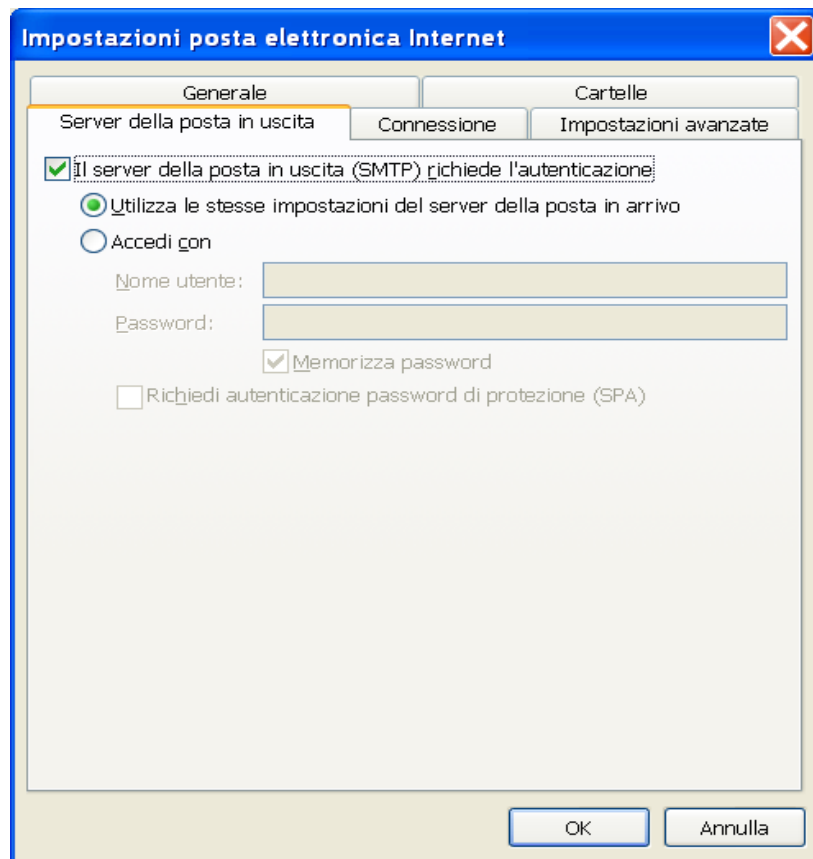 Impostazioni posta elettronica Internet
Generale
Cartelle
Server della posta in uscita
Connessione
Impostazioni avanzate
Il server della posta in uscita (SMTP) richiede l'autenticazione
Utilizza le stesse impostazioni del server della posta in arrivo
Accedi con
Nome utente:
Password:
Memorizza password
Richiedi autenticazione password di protezione (SPA)
OK
Annulla